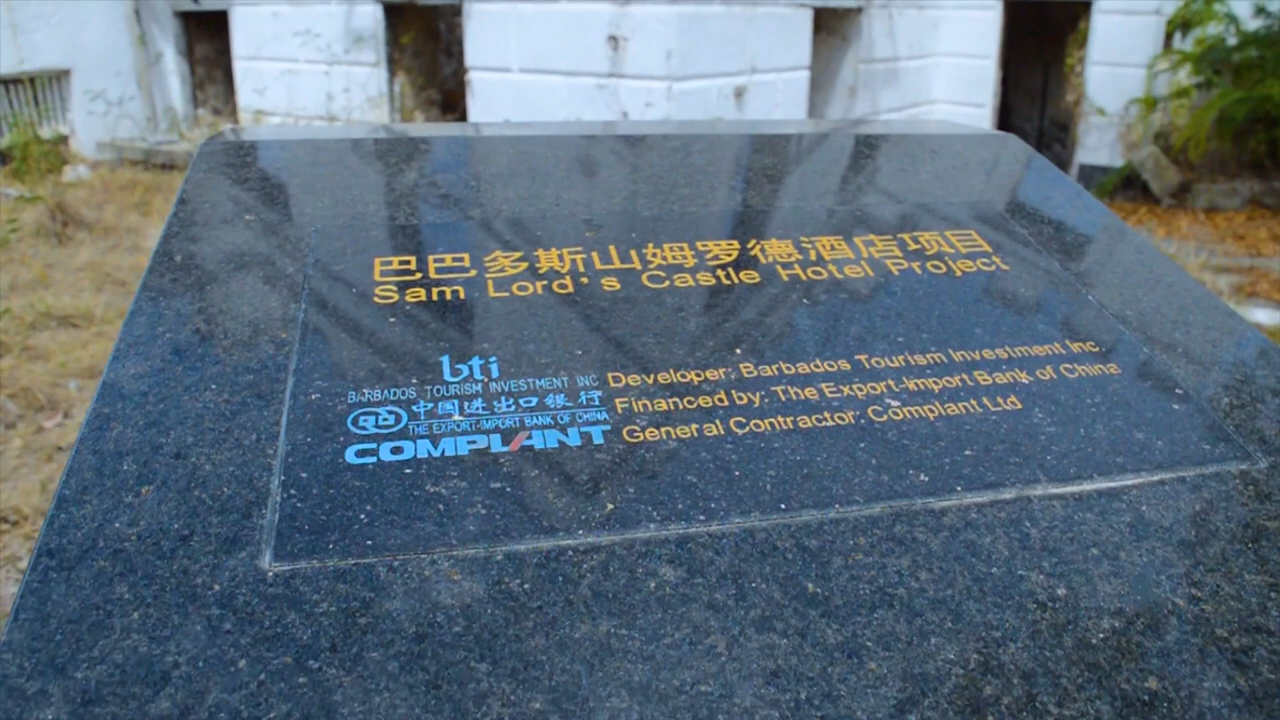 巴巴多斯山姆罗德酒店项目
Sam Lord's Castle Hotel Project
bti
BARBADOS TOURISM INVESTMENT INC
中国进出口银行
THE EXPORT-IMPORT BANK OF CHINA
COMPLANT
Developer: Barbados Tourism Investment Inc.
Financed by: The Export-Import Bank of China
General Contractor: Complant Ltd